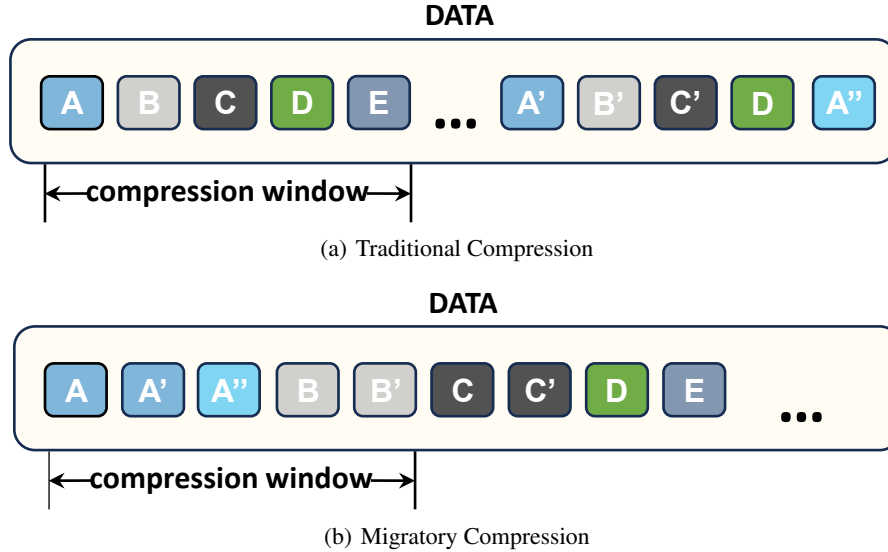 DATA
A B C D E ... A' B' C' D A''
compression window
(a) Traditional Compression
DATA
A A' A'' B B' C C' D E ...
compression window
(b) Migratory Compression